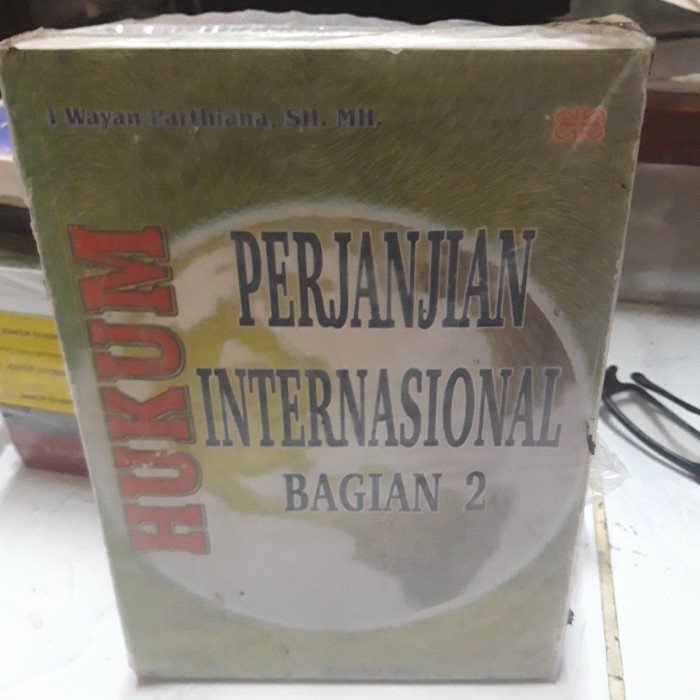 I Wayan Parthiana, SH. MH.
HUKUM
PERJANJIAN
INTERNASIONAL
BAGIAN 2